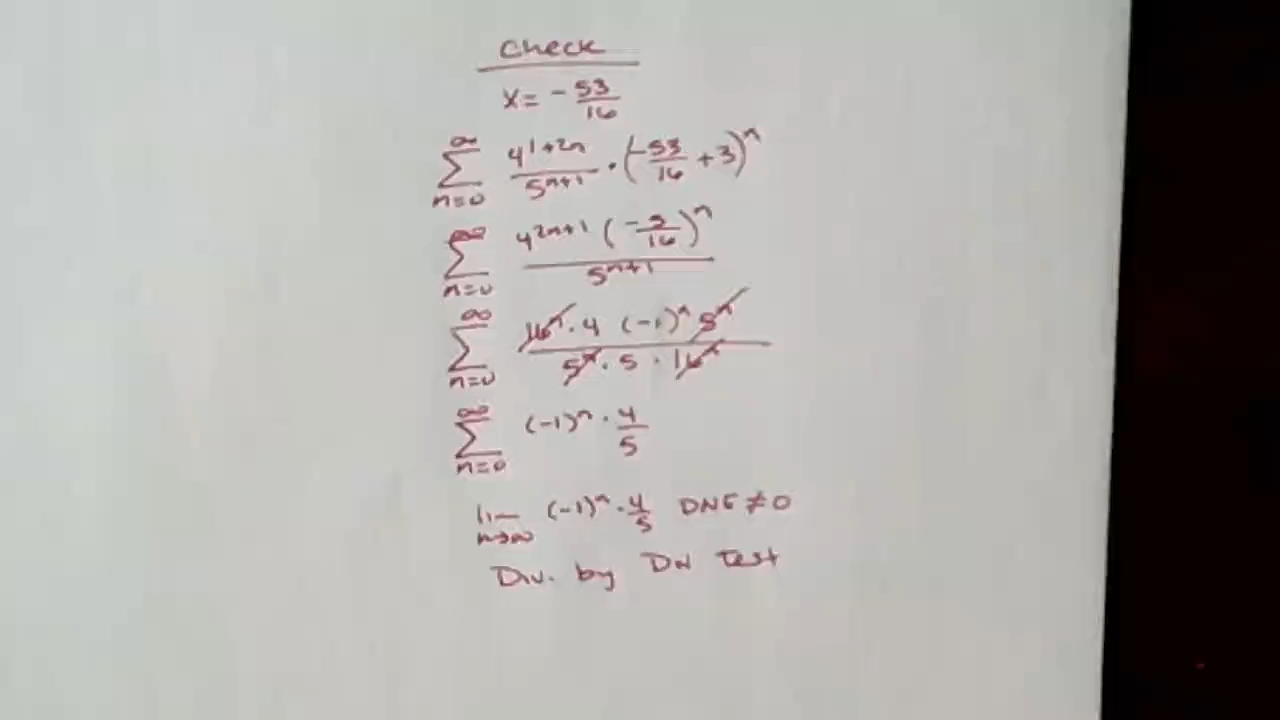 Check
x = - 53/16
∑_{n=0}^{∞} 4^{1+2n}/5^{n+1} · (-53/16 + 3)^n
∑_{n=0}^{∞} 4^{2n+1} (-5/16)^n / 5^{n+1}
∑_{n=0}^{∞} 16^n · 4 (-1)^n 5^n / 5^n · 5 · 16^n
∑_{n=0}^{∞} (-1)^n · 4/5
lim_{n→∞} (-1)^n · 4/5 DNE ≠ 0
Div. by Div test